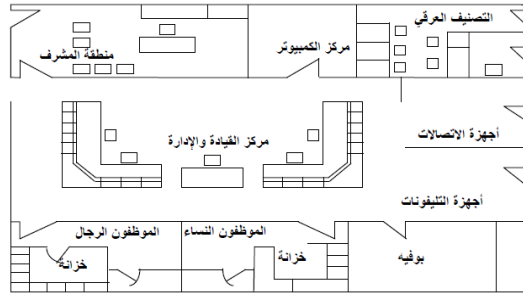 التصنيف العرقي
مركز الكمبيوتر
منطقة المشرف
أجهزة الاتصالات
مركز القيادة والإدارة
أجهزة التليفونات
الموظفون النساء
الموظفون الرجال
بوفيه
خزانة
خزانة